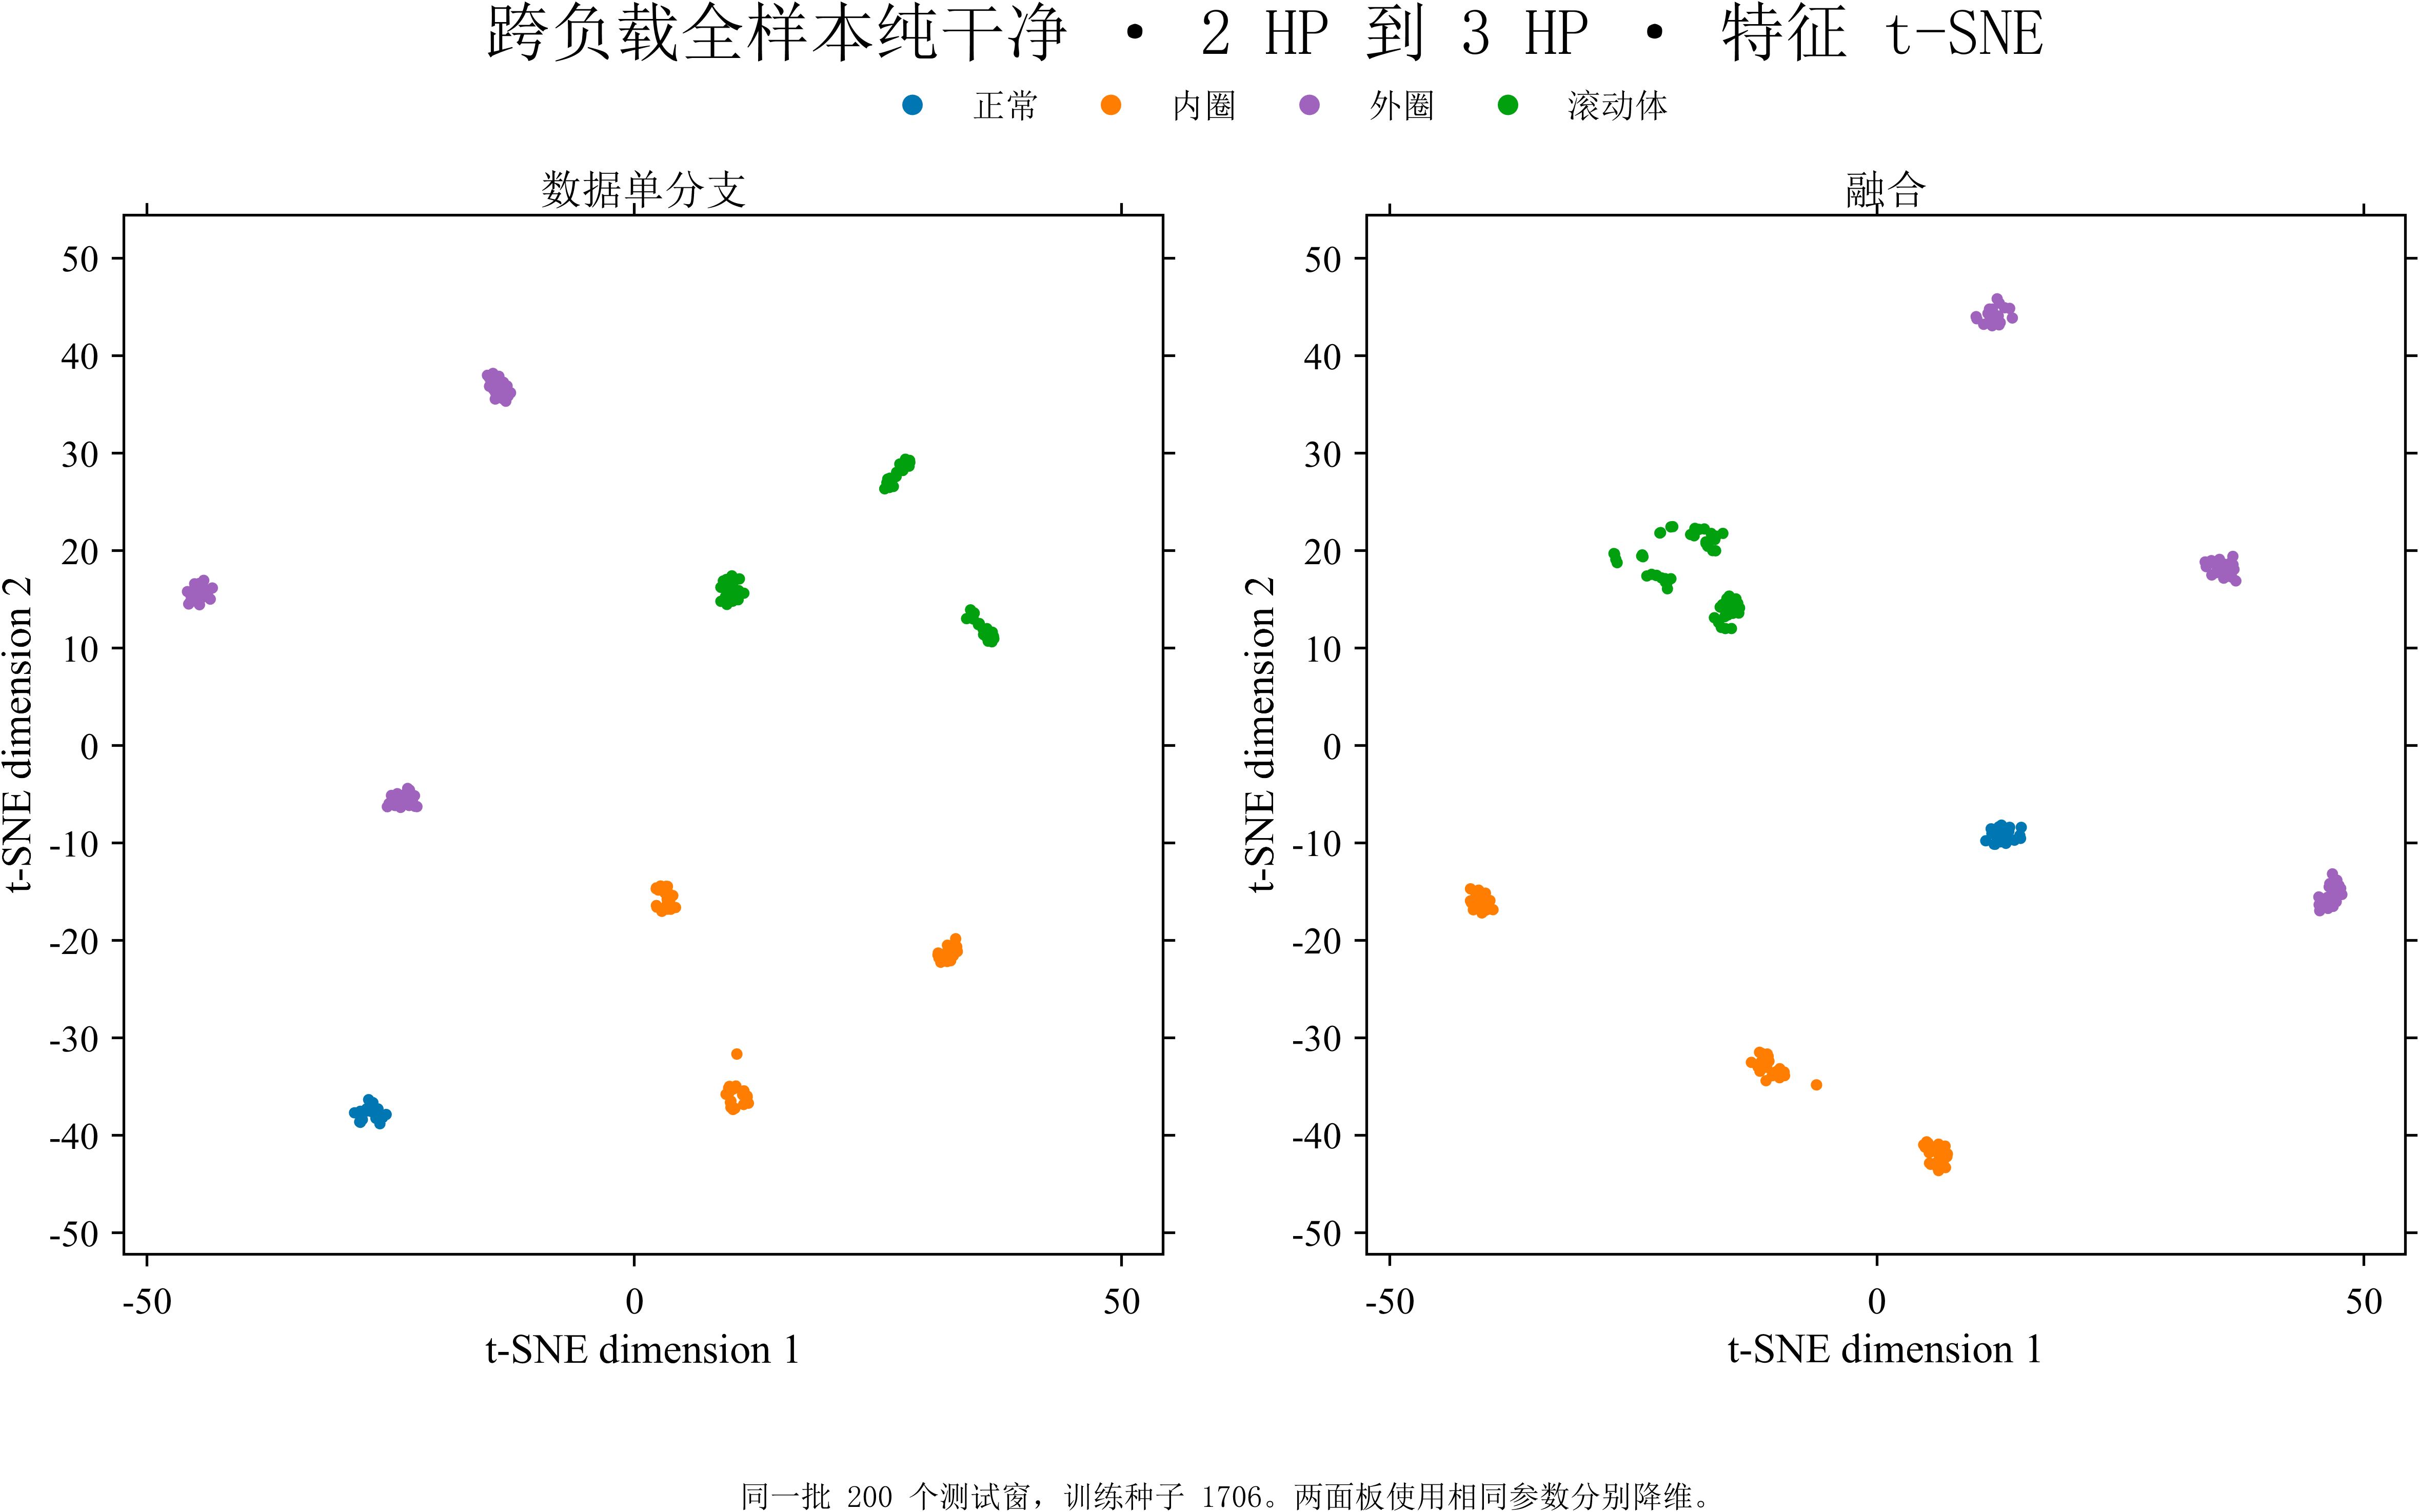 跨负载全样本纯干净 · 2 HP 到 3 HP · 特征 t-SNE
正常 内圈 外圈 滚动体
数据单分支
50
40
30
20
10
0
-10
-20
-30
-40
-50
t-SNE dimension 2
-50 0 50
t-SNE dimension 1
融合
50
40
30
20
10
0
-10
-20
-30
-40
-50
t-SNE dimension 2
-50 0 50
t-SNE dimension 1
同一批 200 个测试窗，训练种子 1706。两面板使用相同参数分别降维。